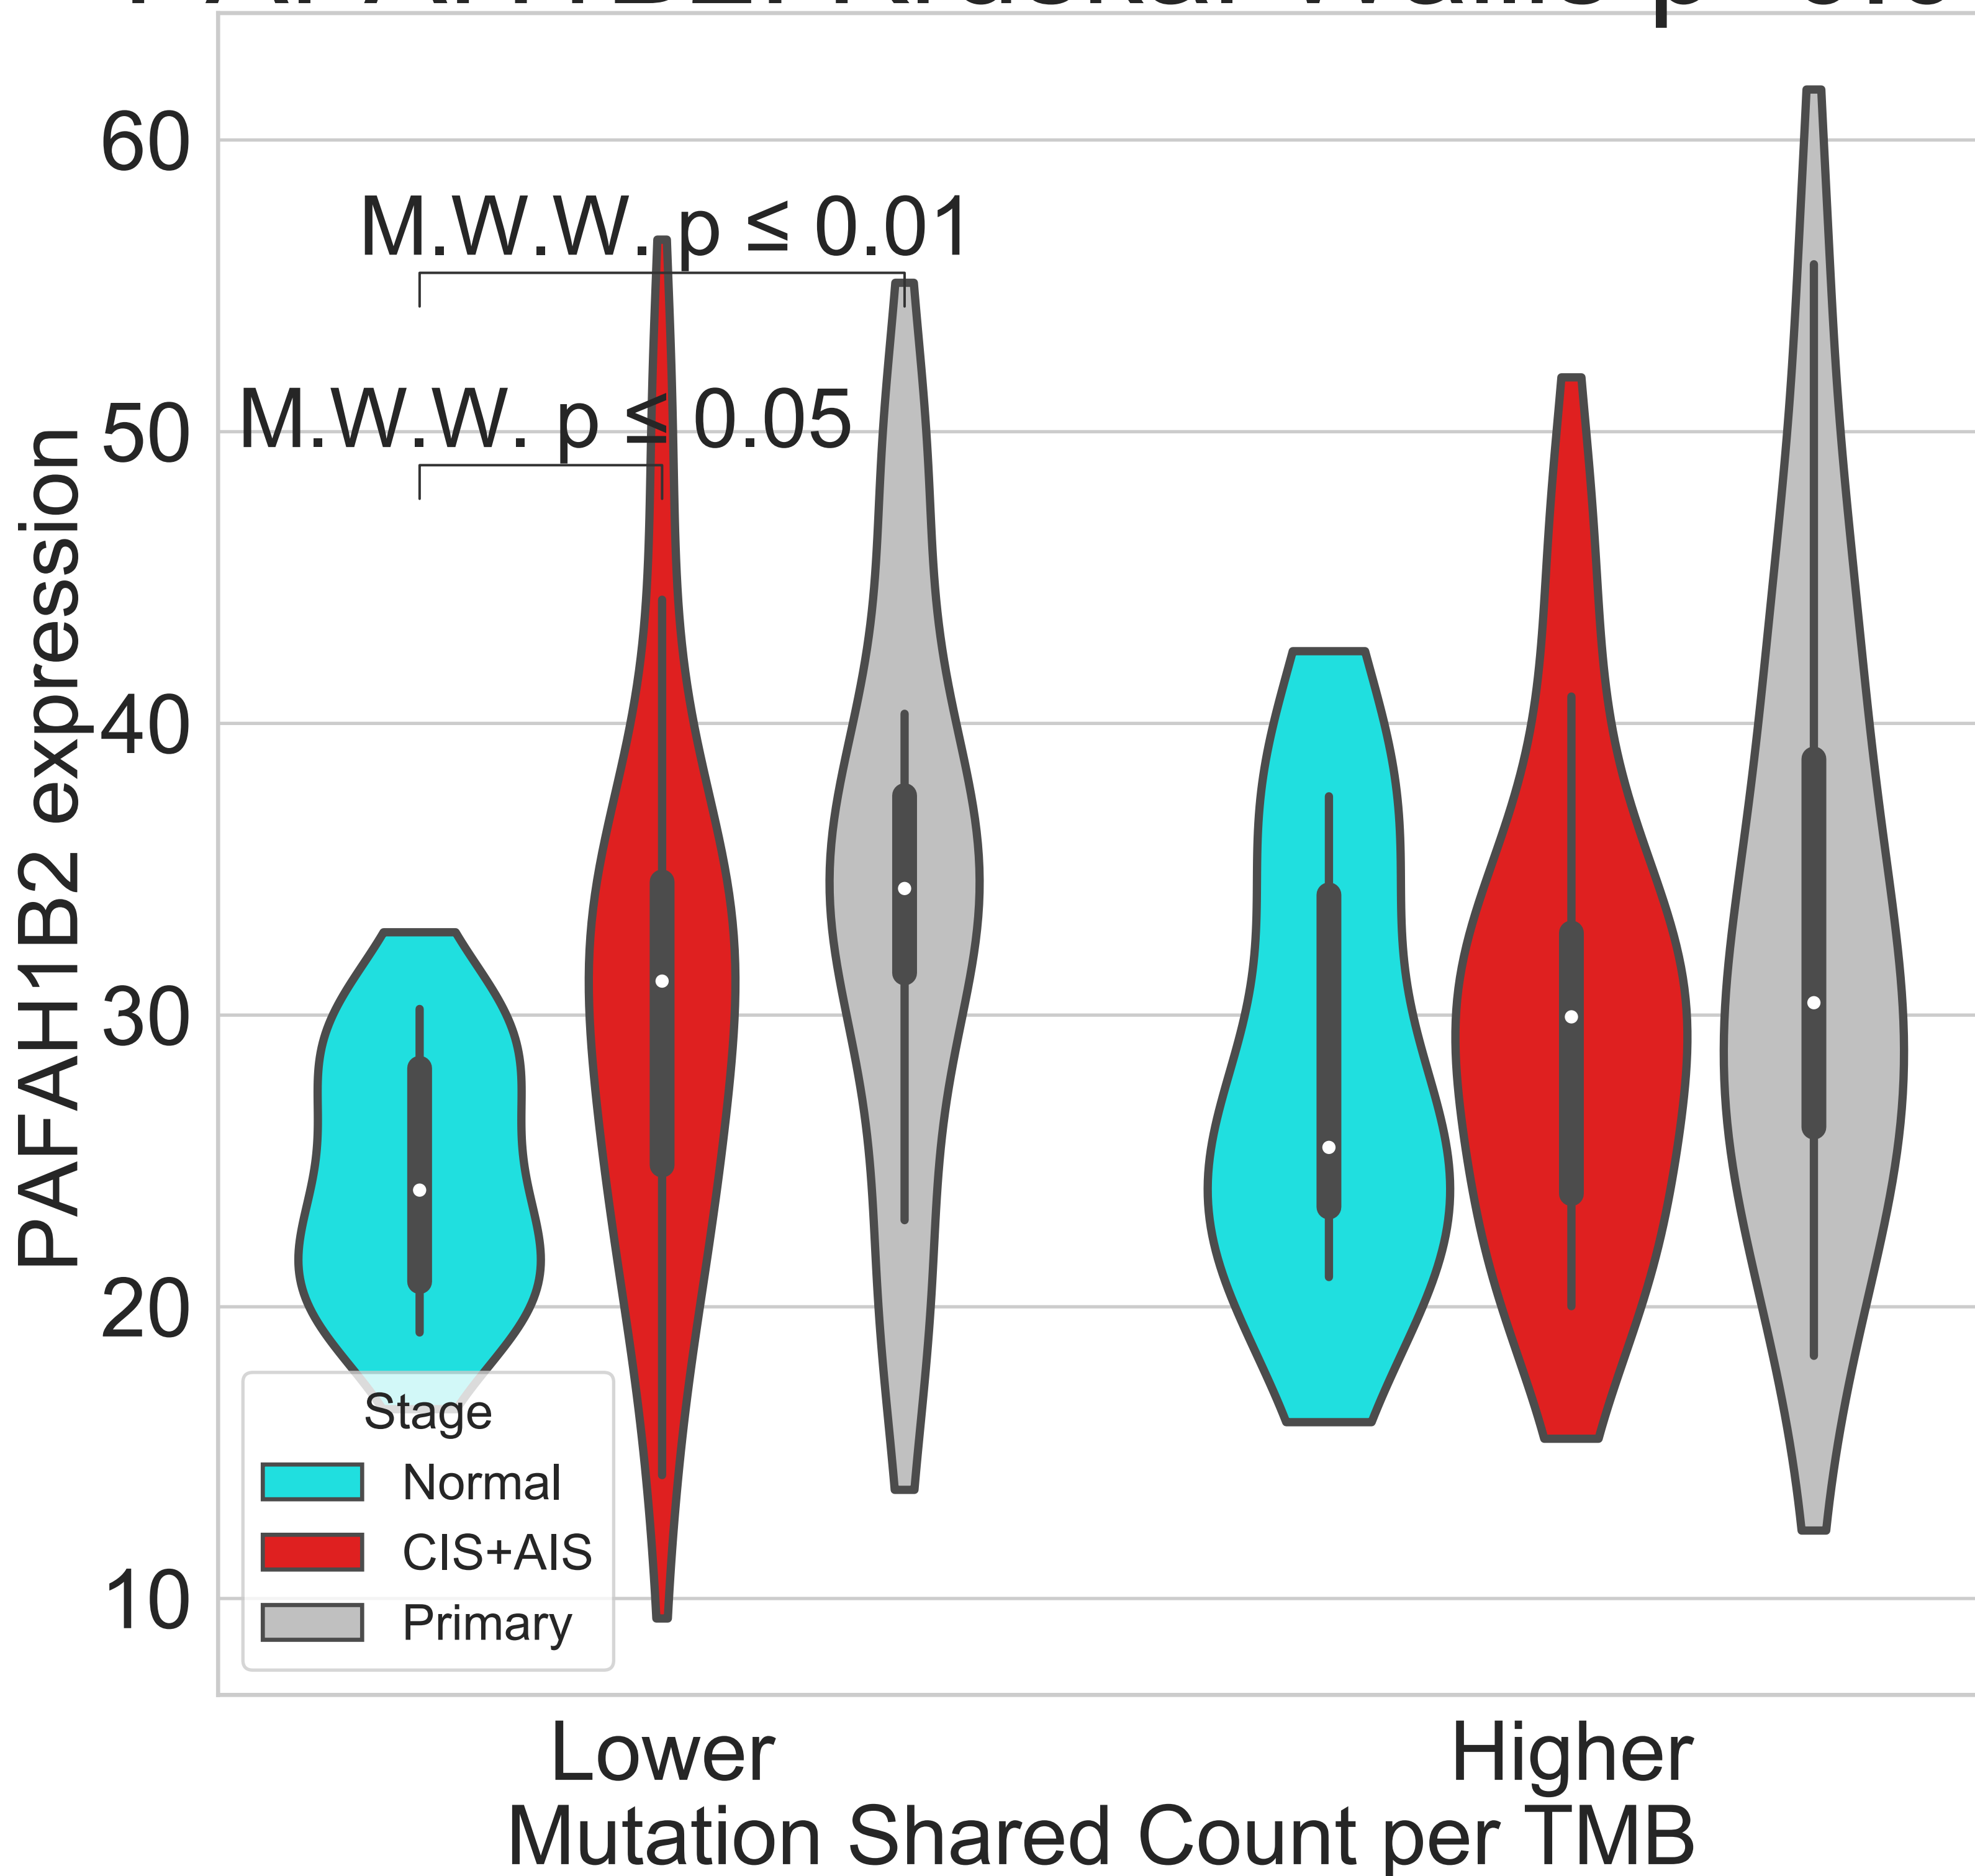 60
50
40
30
20
10
PAFAH1B2 expression
M.W.W. p ≤ 0.01
M.W.W. p ≤ 0.05
Stage
Normal
CIS+AIS
Primary
Lower
Higher
Mutation Shared Count per TMB